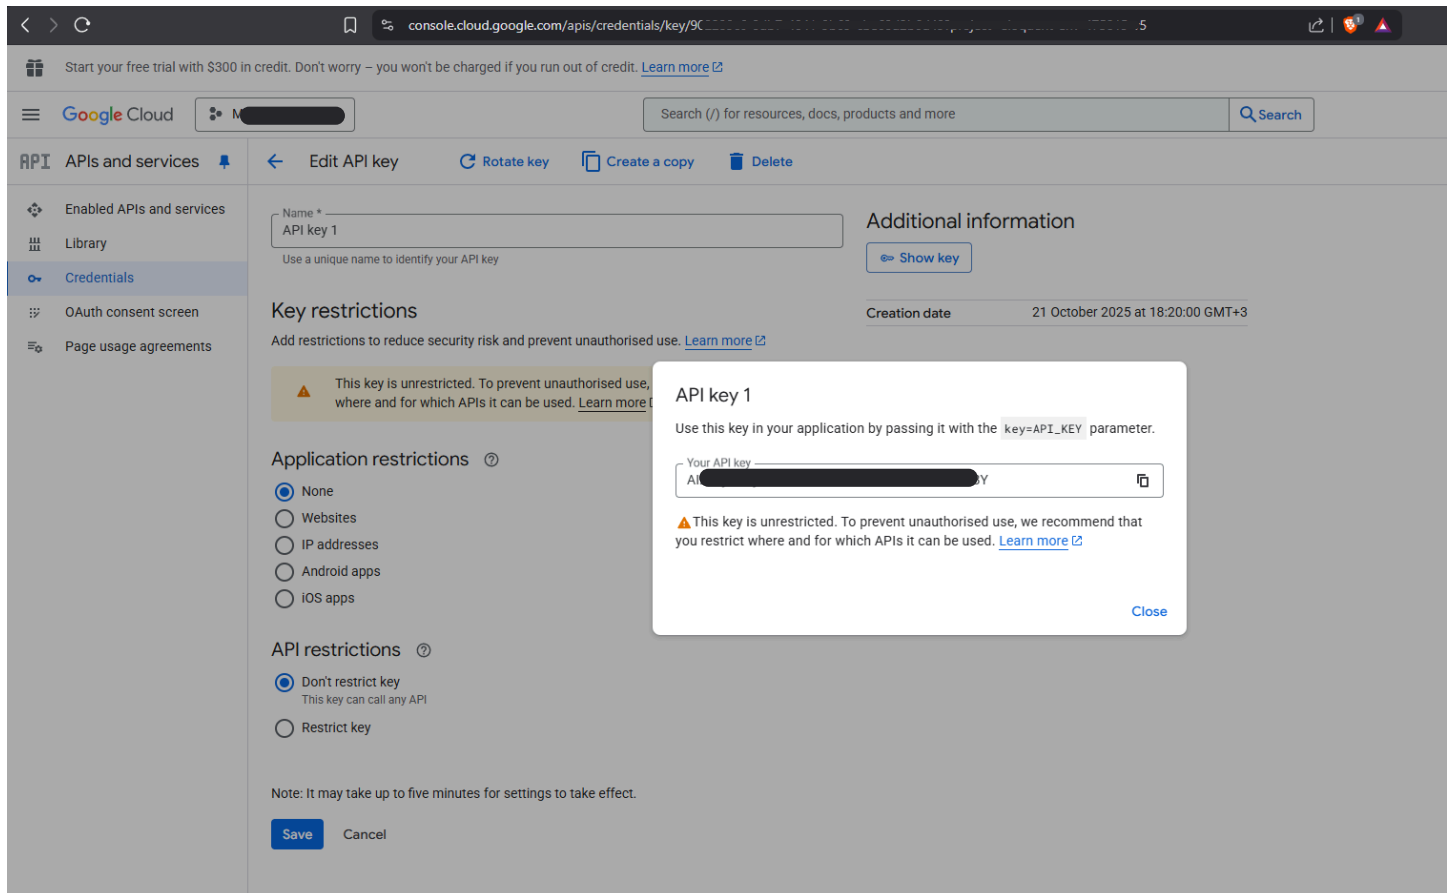 console.cloud.google.com/apis/credentials/key/90
Start your free trial with $300 in credit. Don't worry – you won't be charged if you run out of credit. Learn more
Google Cloud
Search (/) for resources, docs, products and more
Search
API APIs and services
Edit API key
Rotate key
Create a copy
Delete
Enabled APIs and services
Library
Credentials
OAuth consent screen
Page usage agreements
Name *
API key 1
Use a unique name to identify your API key
Key restrictions
Add restrictions to reduce security risk and prevent unauthorised use. Learn more
This key is unrestricted. To prevent unauthorised use,
where and for which APIs it can be used. Learn more
Application restrictions
None
Websites
IP addresses
Android apps
iOS apps
API restrictions
Don't restrict key
This key can call any API
Restrict key
Note: It may take up to five minutes for settings to take effect.
Save
Cancel
Additional information
Show key
Creation date
21 October 2025 at 18:20:00 GMT+3
API key 1
Use this key in your application by passing it with the key=API_KEY parameter.
Your API key
This key is unrestricted. To prevent unauthorised use, we recommend that
you restrict where and for which APIs it can be used. Learn more
Close